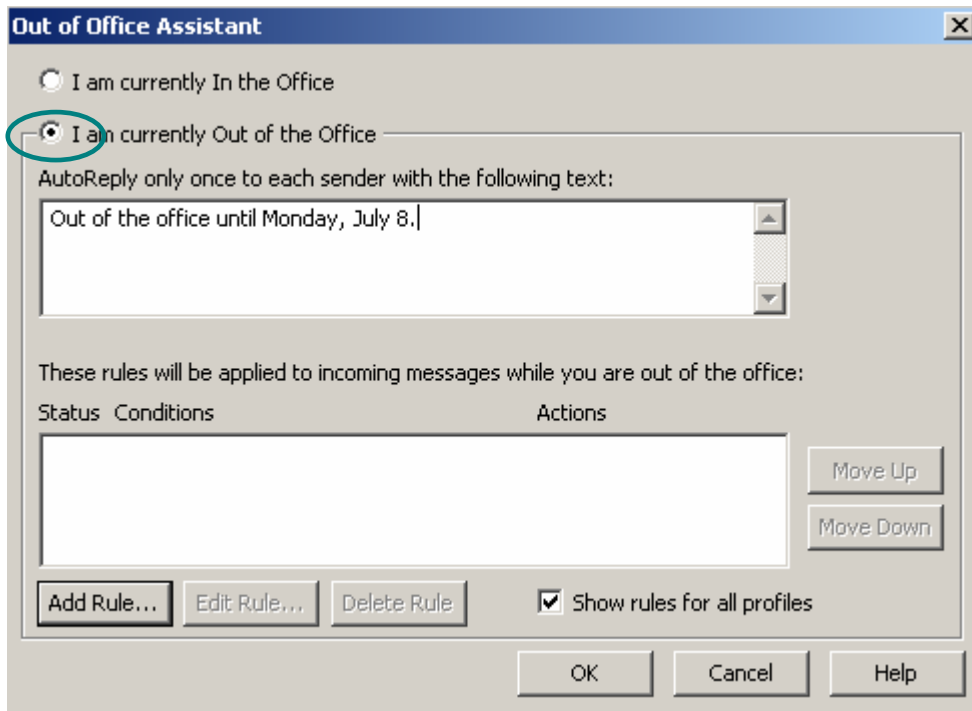 Out of Office Assistant
I am currently In the Office
I am currently Out of the Office
AutoReply only once to each sender with the following text:
Out of the office until Monday, July 8.
These rules will be applied to incoming messages while you are out of the office:
Status Conditions Actions
Move Up
Move Down
Add Rule... Edit Rule... Delete Rule Show rules for all profiles
OK Cancel Help